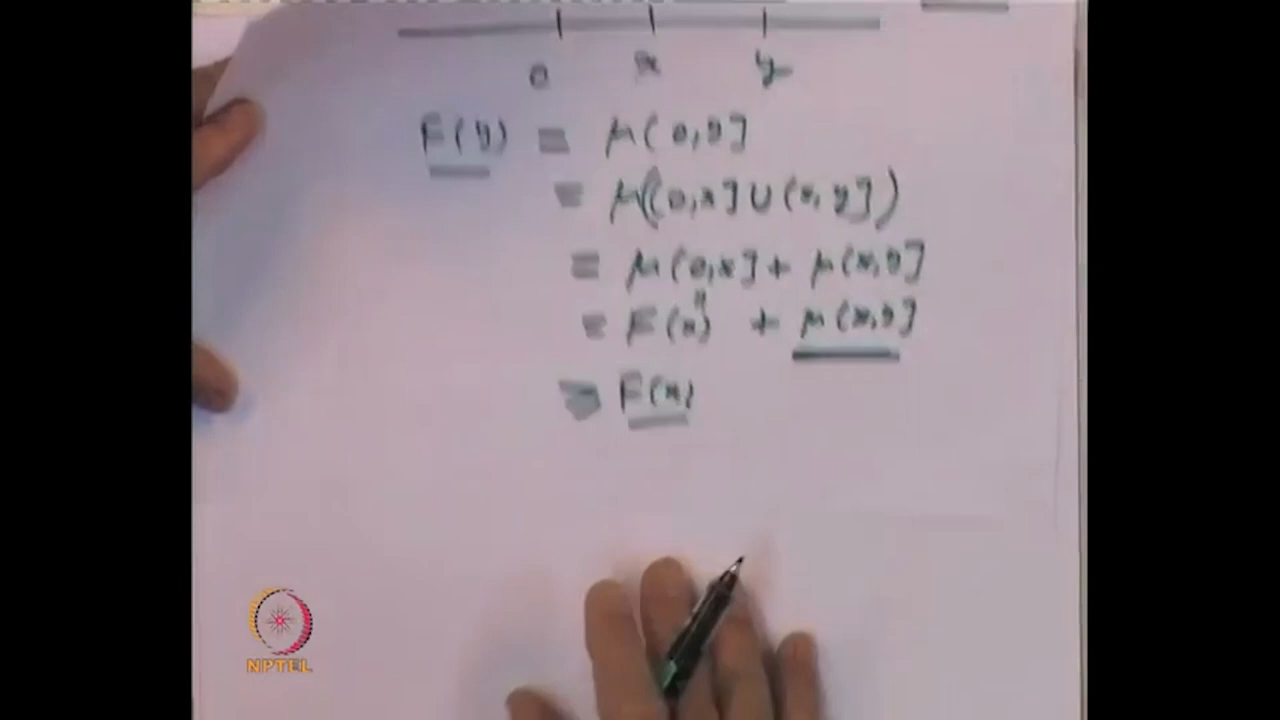 0 x y
F(y) = μ(0,y]
= μ((0,x] ∪ (x,y])
= μ(0,x] + μ(x,y]
= F(x) + μ(x,y]
≥ F(x)
NPTEL